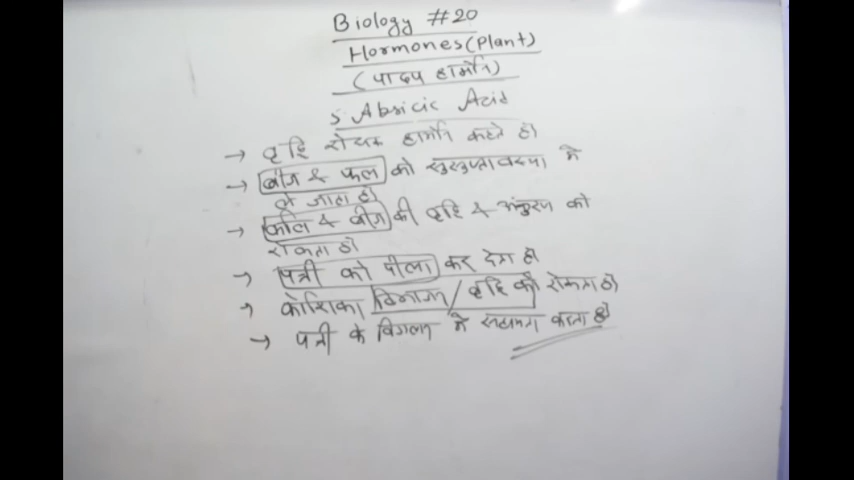 Biology #20
Hormones (Plant)
(पादप हार्मोन)
5 Absicic Acid
→ वृद्धि रोधक हार्मोन कहते है।
→ बीज & फल को सुसुप्तावस्था में
ले जाता है।
→ कलि & बीज की वृद्धि & अंकुरण को
रोकता है।
→ पत्ती को पीला कर देता है।
→ कोशिका विभाजन / वृद्धि को रोकता है।
→ पत्ती के विगलन में सहायता करता है